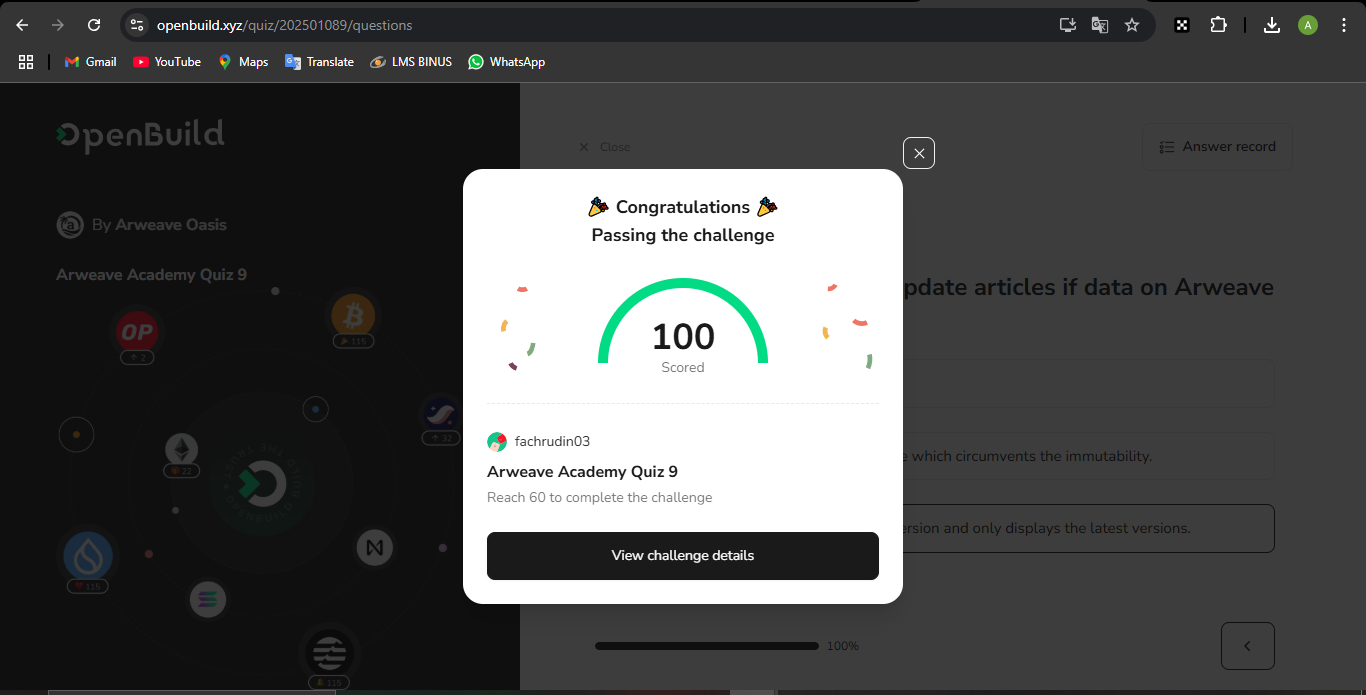 openbuild.xyz/quiz/202501089/questions
A
Gmail
YouTube
Maps
Translate
LMS BINUS
WhatsApp
OpenBuild
By Arweave Oasis
Arweave Academy Quiz 9
OP
2
115
32
22
115
115
Close
Answer record
pdate articles if data on Arweave
e which circumvents the immutability.
ersion and only displays the latest versions.
100%
Congratulations
Passing the challenge
100
Scored
fachrudin03
Arweave Academy Quiz 9
Reach 60 to complete the challenge
View challenge details